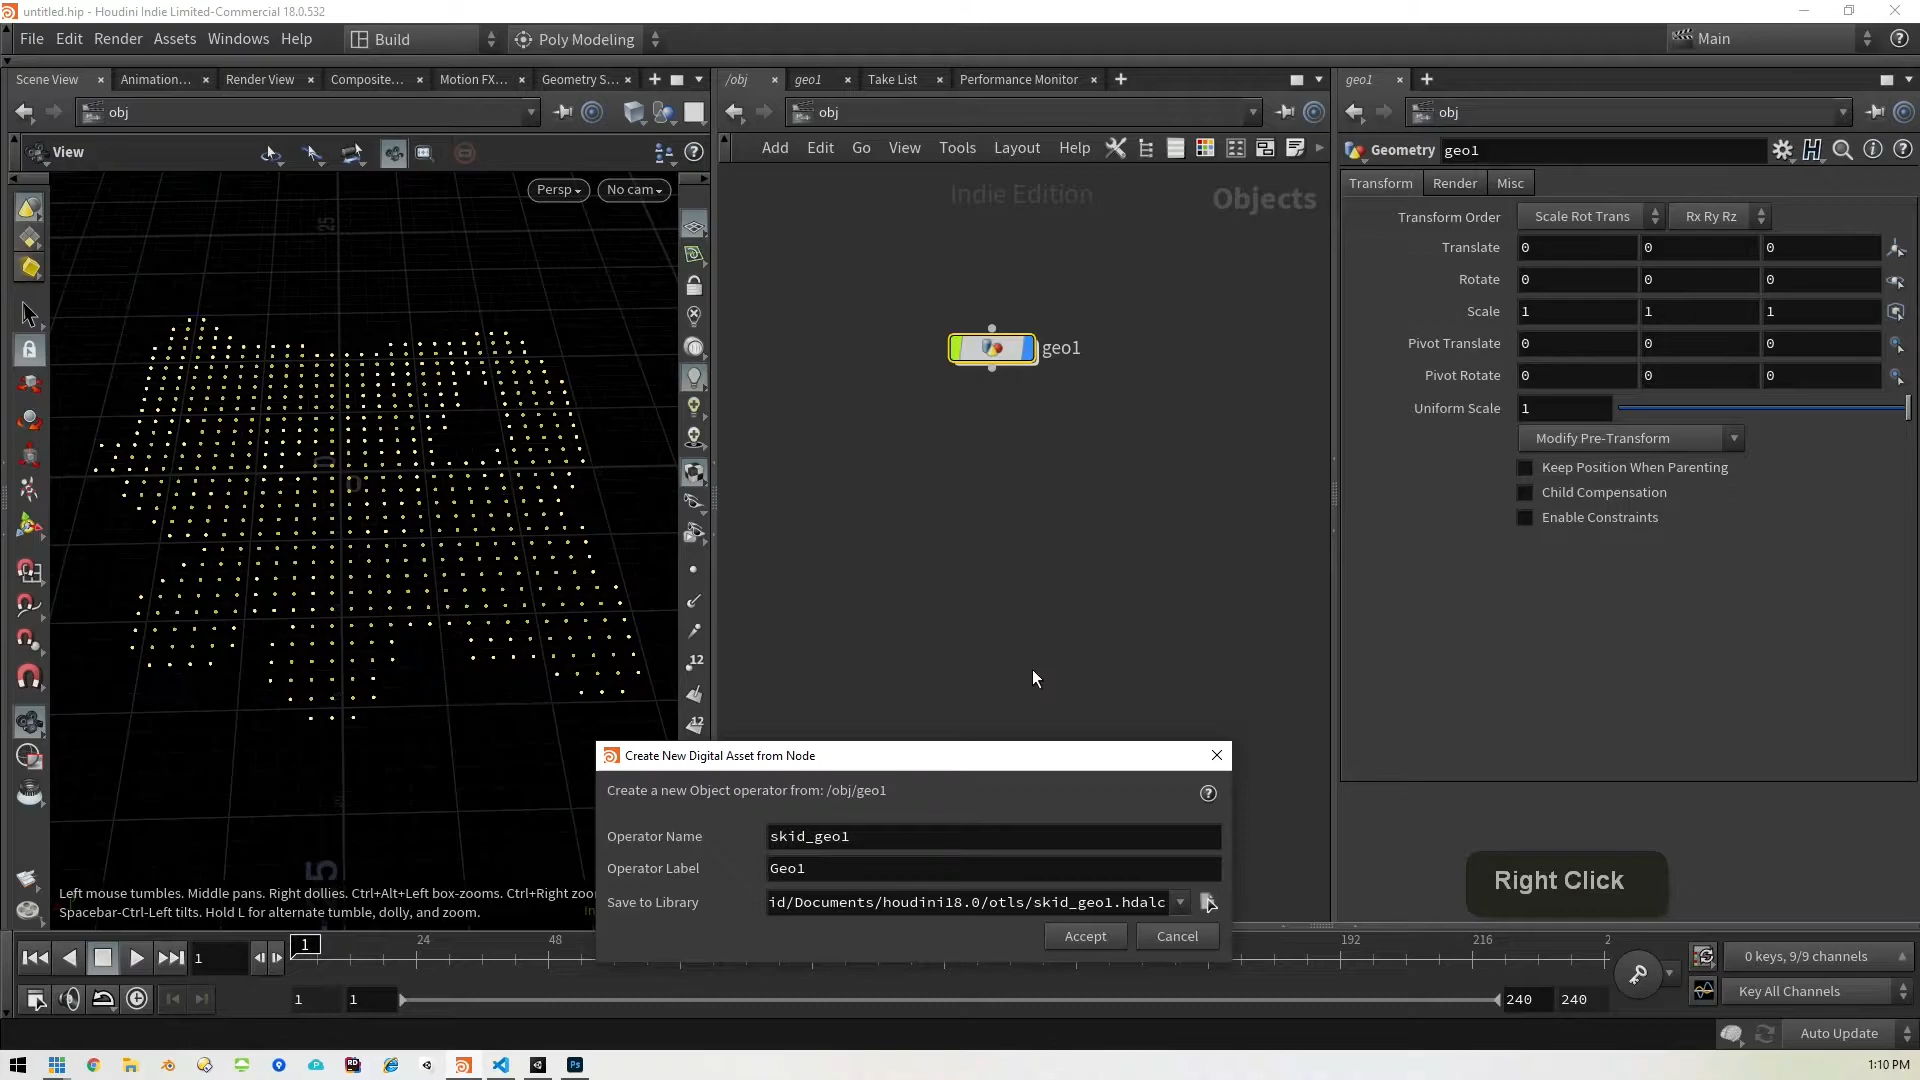 untitled.hip - Houdini Indie Limited-Commercial 18.0.532
File Edit Render Assets Windows Help
Build
Poly Modeling
Main
Scene View
Animation...
Render View
Composite...
Motion FX...
Geometry S...
/obj
geo1
Take List
Performance Monitor
geo1
obj
obj
obj
View
Add Edit Go View Tools Layout Help
Geometry geo1
Persp
No cam
Indie Edition
Objects
Transform Render Misc
Transform Order Scale Rot Trans Rx Ry Rz
Translate 0 0 0
Rotate 0 0 0
Scale 1 1 1
Pivot Translate 0 0 0
Pivot Rotate 0 0 0
Uniform Scale 1
Modify Pre-Transform
Keep Position When Parenting
Child Compensation
Enable Constraints
geo1
12
12
Create New Digital Asset from Node
Create a new Object operator from: /obj/geo1
Operator Name skid_geo1
Operator Label Geo1
Save to Library id/Documents/houdini18.0/otls/skid_geo1.hdalc
Accept Cancel
Right Click
Left mouse tumbles. Middle pans. Right dollies. Ctrl+Alt+Left box-zooms. Ctrl+Right zoo
Spacebar-Ctrl-Left tilts. Hold L for alternate tumble, dolly, and zoom.
1
1
24
48
192
216
2
0 keys, 9/9 channels
1
1
240
240
Key All Channels
Auto Update
1:10 PM